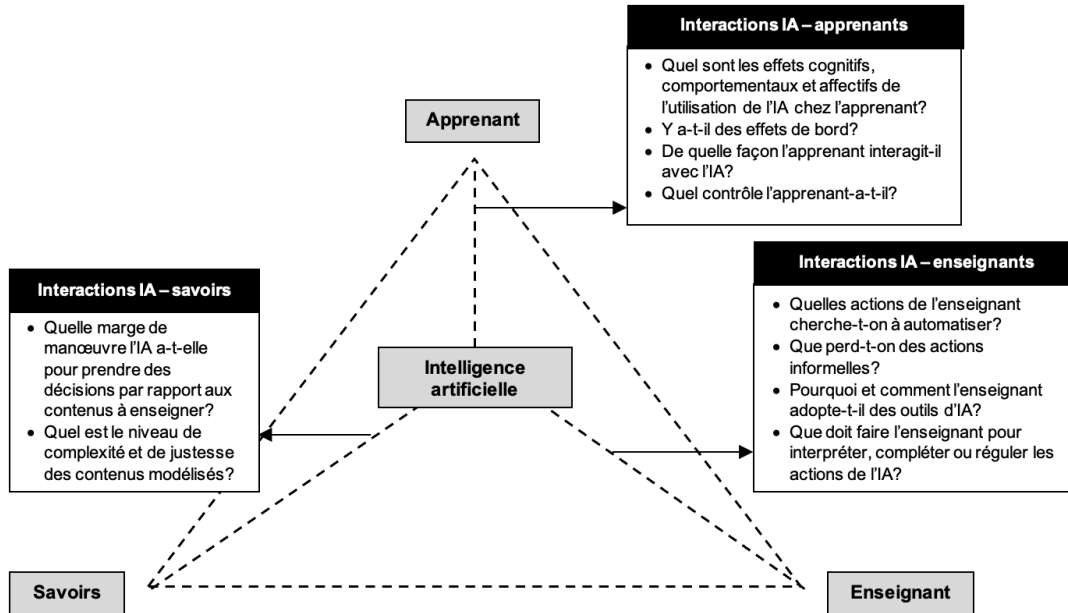 Interactions IA – apprenants
• Quel sont les effets cognitifs,
comportementaux et affectifs de
l'utilisation de l'IA chez l'apprenant?
• Y a-t-il des effets de bord?
• De quelle façon l'apprenant interagit-il
avec l'IA?
• Quel contrôle l'apprenant-a-t-il?
Apprenant
Interactions IA – enseignants
• Quelles actions de l'enseignant
cherche-t-on à automatiser?
• Que perd-t-on des actions
informelles?
• Pourquoi et comment l'enseignant
adopte-t-il des outils d'IA?
• Que doit faire l'enseignant pour
interpréter, compléter ou réguler les
actions de l'IA?
Interactions IA – savoirs
• Quelle marge de
manœuvre l'IA a-t-elle
pour prendre des
décisions par rapport aux
contenus à enseigner?
• Quel est le niveau de
complexité et de justesse
des contenus modélisés?
Intelligence
artificielle
Savoirs
Enseignant